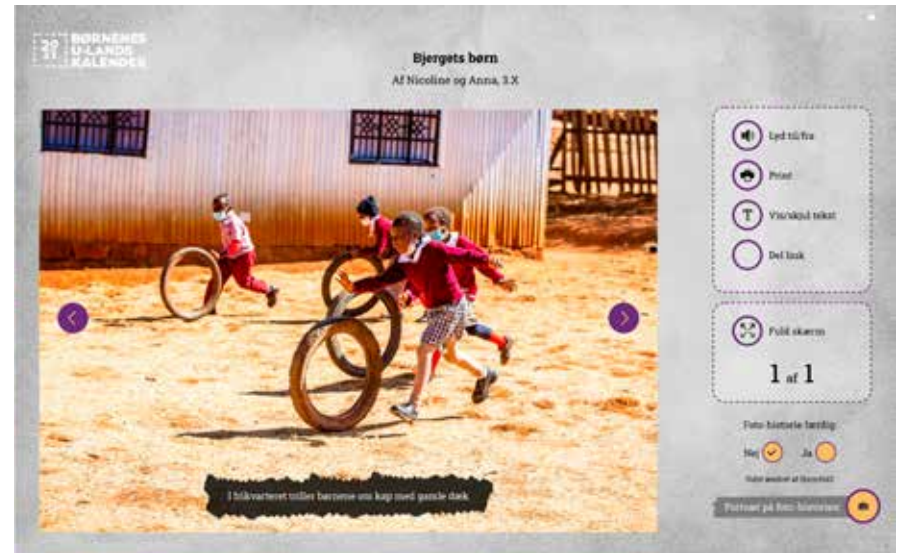 2011
BØRNENES
U-LANDS
KALENDER
Bjergets børn
Af Nicoline og Anna, 3.X
Lyd til/fra
Print
T
Vis/skjul tekst
Del link
Fuld skærm
1 af 1
Foto-historie færdig
Nej
Ja
I blikvarteret triller børnene om kap med gamle dæk
Fortsæt på foto-historien